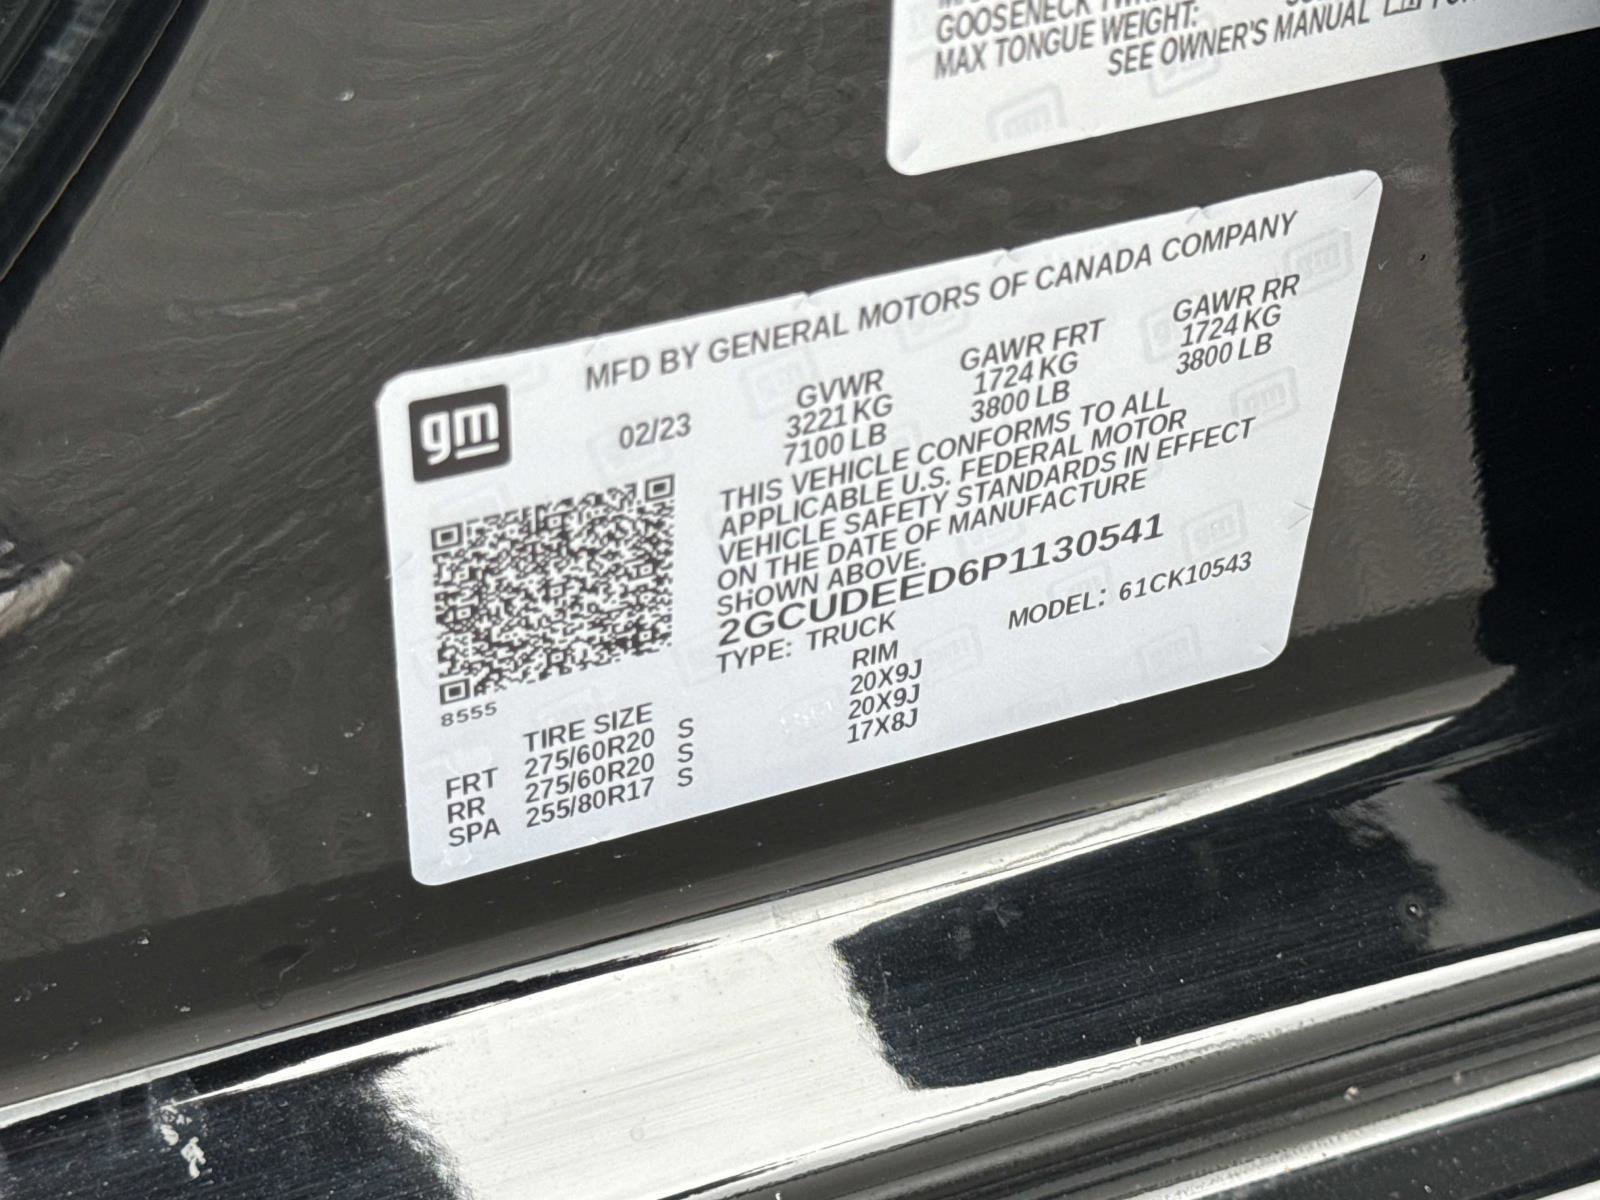 GOOSENECK
MAX TONGUE WEIGHT:
SEE OWNER'S MANUAL
MFD BY GENERAL MOTORS OF CANADA COMPANY
gm
02/23
GVWR GAWR FRT GAWR RR
3221 KG 1724 KG 1724 KG
7100 LB 3800 LB 3800 LB
THIS VEHICLE CONFORMS TO ALL
APPLICABLE U.S. FEDERAL MOTOR
VEHICLE SAFETY STANDARDS IN EFFECT
ON THE DATE OF MANUFACTURE
SHOWN ABOVE.
2GCUDEED6P1130541
TYPE: TRUCK MODEL: 61CK10543
8555
TIRE SIZE RIM
FRT 275/60R20 S 20X9J
RR 275/60R20 S 20X9J
SPA 255/80R17 S 17X8J